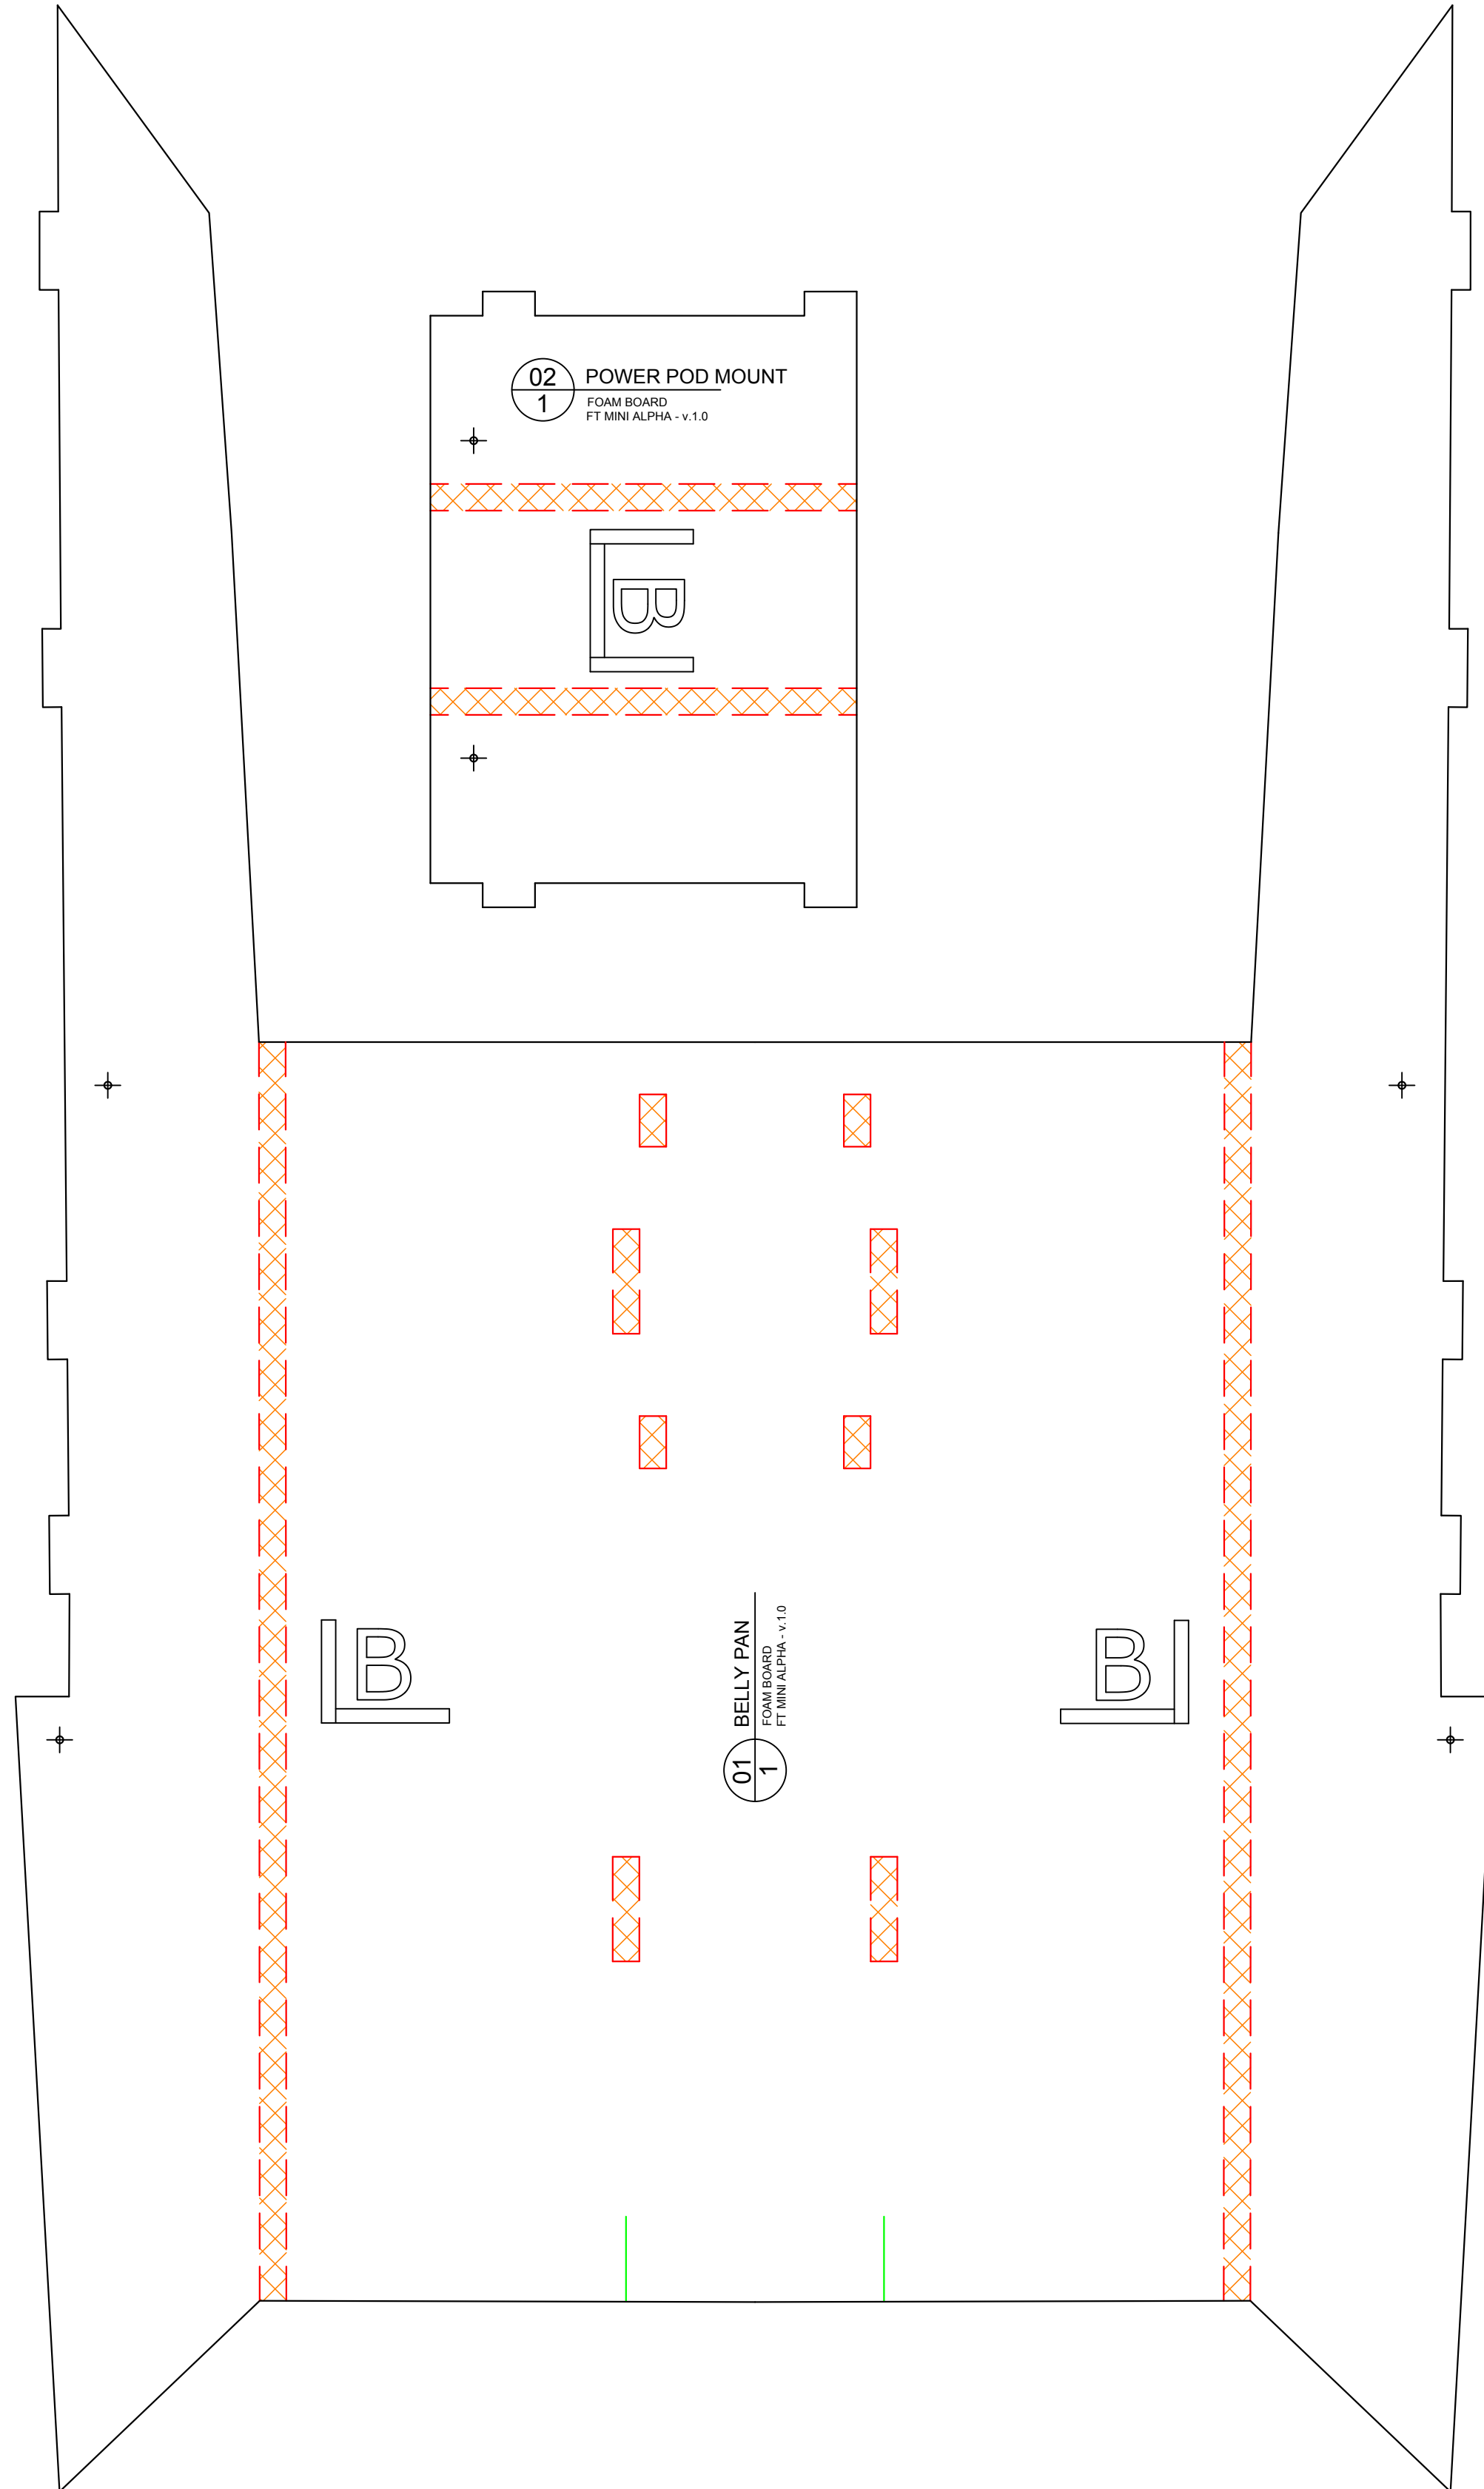 02
1
POWER POD MOUNT
FOAM BOARD
FT MINI ALPHA - v.1.0
B
B
B
01
1
BELLY PAN
FOAM BOARD
FT MINI ALPHA - v.1.0